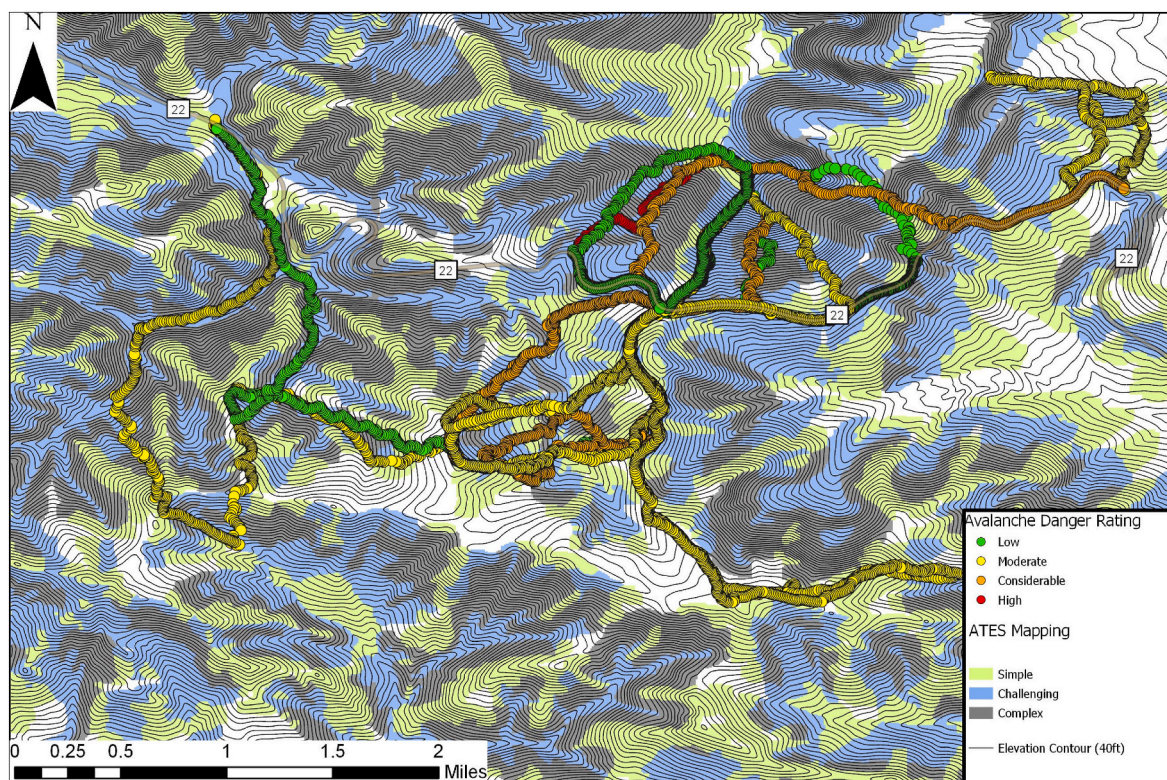 N
22
22
22
22
Avalanche Danger Rating
Low
Moderate
Considerable
High
ATES Mapping
Simple
Challenging
Complex
Elevation Contour (40ft)
0 0.25 0.5 1 1.5 2
Miles